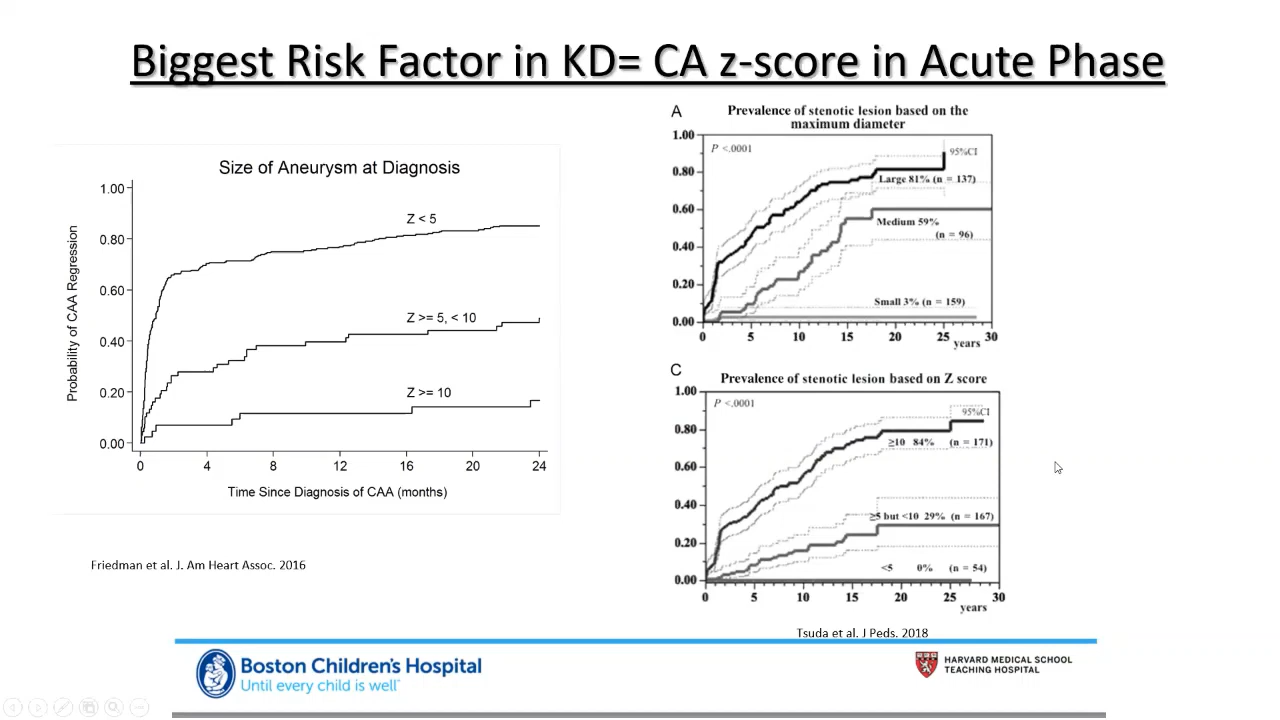 Biggest Risk Factor in KD= CA z-score in Acute Phase
Size of Aneurysm at Diagnosis
Probability of CAA Regression
1.00
0.80
0.60
0.40
0.20
0.00
Z < 5
Z >= 5, < 10
Z >= 10
0 4 8 12 16 20 24
Time Since Diagnosis of CAA (months)
Friedman et al. J. Am Heart Assoc. 2016
A
Prevalence of stenotic lesion based on the
maximum diameter
1.00
0.80
0.60
0.40
0.20
0.00
P <.0001
95%CI
Large 81% (n = 137)
Medium 59%
(n = 96)
Small 3% (n = 159)
0 5 10 15 20 25 30
years
C
Prevalence of stenotic lesion based on Z score
1.00
0.80
0.60
0.40
0.20
0.00
P <.0001
95%CI
≥10 84% (n = 171)
≥5 but <10 29% (n = 167)
<5 0% (n = 54)
0 5 10 15 20 25 30
years
Tsuda et al. J Peds. 2018
Boston Children's Hospital
Until every child is well™
HARVARD MEDICAL SCHOOL
TEACHING HOSPITAL